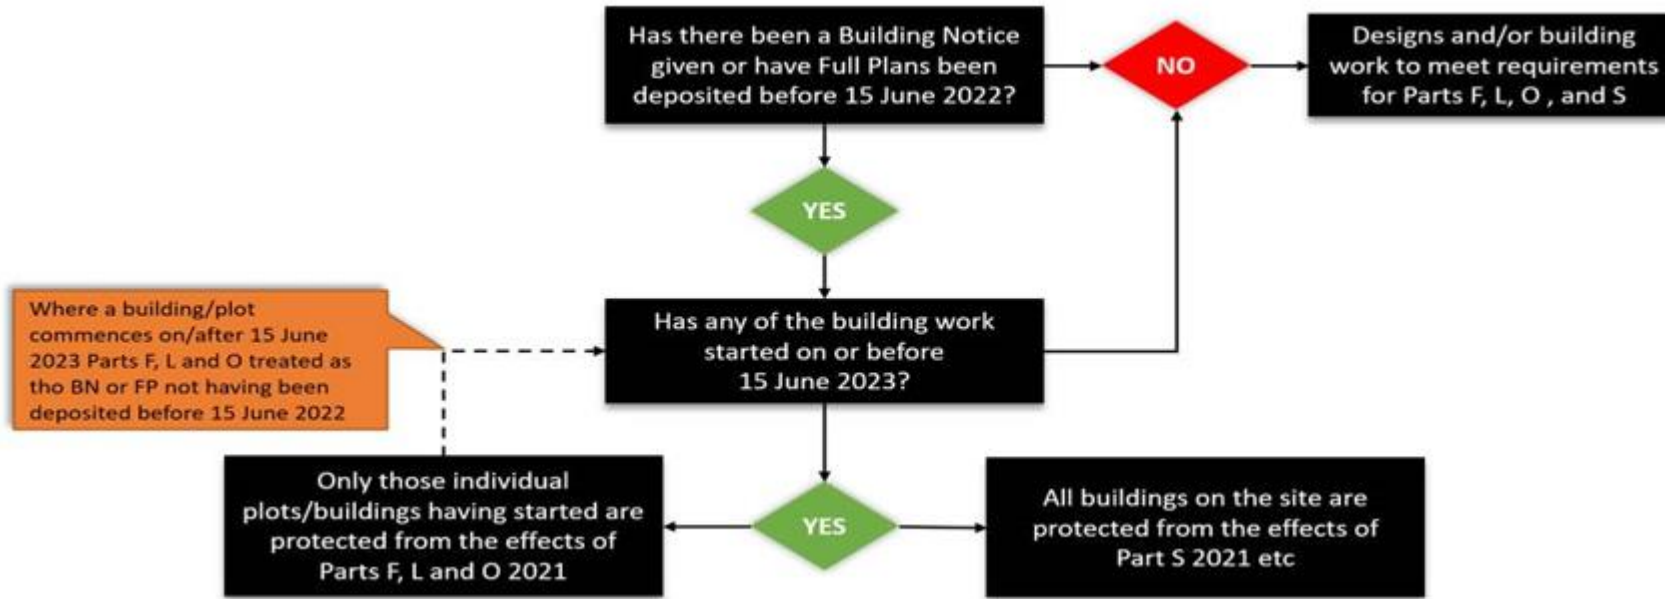 Has there been a Building Notice
given or have Full Plans been
deposited before 15 June 2022?
NO
Designs and/or building
work to meet requirements
for Parts F, L, O , and S
YES
Where a building/plot
commences on/after 15 June
2023 Parts F, L and O treated as
tho BN or FP not having been
deposited before 15 June 2022
Has any of the building work
started on or before
15 June 2023?
Only those individual
plots/buildings having started are
protected from the effects of
Parts F, L and O 2021
YES
All buildings on the site are
protected from the effects of
Part S 2021 etc